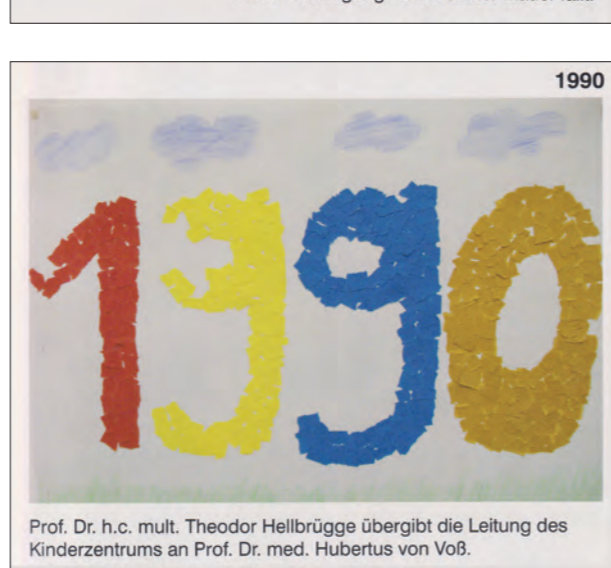 1990
1990
Prof. Dr. h.c. mult. Theodor Hellbrügge übergibt die Leitung des
Kinderzentrums an Prof. Dr. med. Hubertus von Voß.